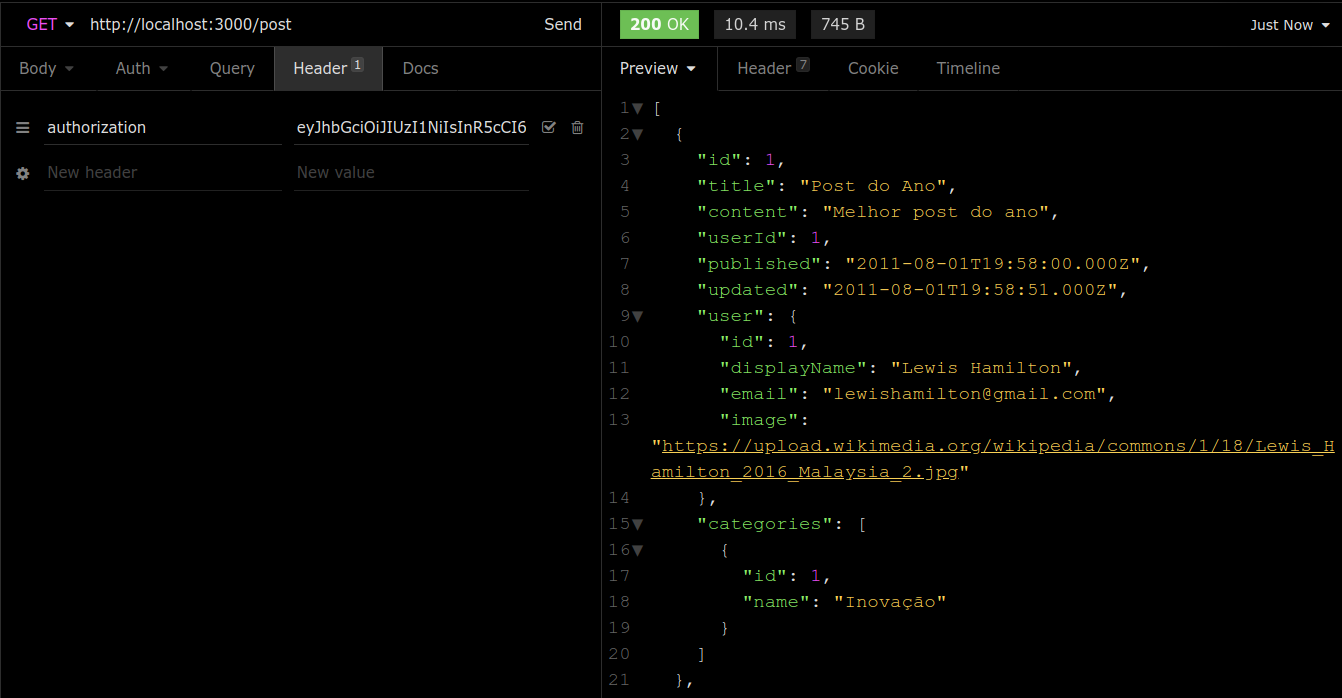 GET http://localhost:3000/post Send
200 OK 10.4 ms 745 B Just Now
Body Auth Query Header 1 Docs
Preview Header 7 Cookie Timeline
authorization eyJhbGciOiJIUzI1NiIsInR5cCI6
New header New value
1 [
2 {
3 "id": 1,
4 "title": "Post do Ano",
5 "content": "Melhor post do ano",
6 "userId": 1,
7 "published": "2011-08-01T19:58:00.000Z",
8 "updated": "2011-08-01T19:58:51.000Z",
9 "user": {
10 "id": 1,
11 "displayName": "Lewis Hamilton",
12 "email": "lewishamilton@gmail.com",
13 "image":
"https://upload.wikimedia.org/wikipedia/commons/1/18/Lewis_H
amilton_2016_Malaysia_2.jpg"
14 },
15 "categories": [
16 {
17 "id": 1,
18 "name": "Inovação"
19 }
20 ]
21 },